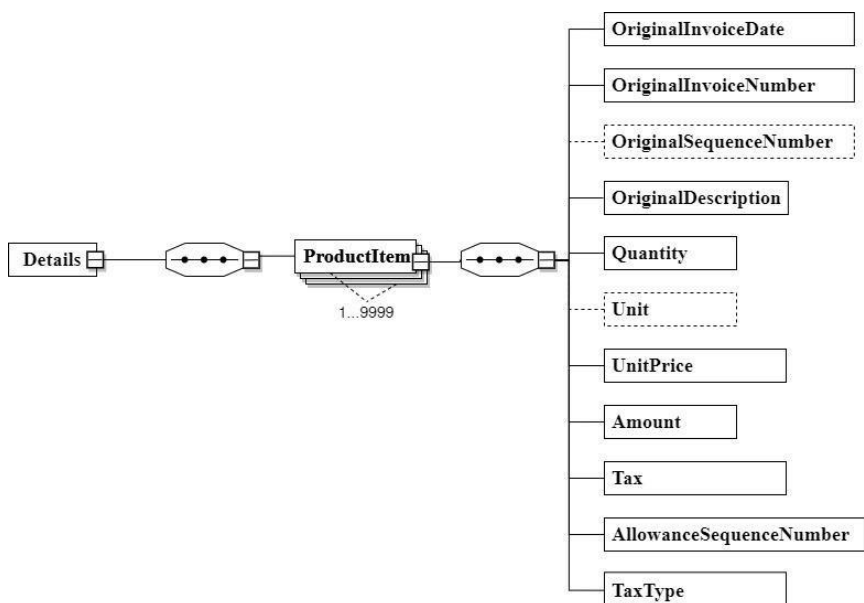 OriginalInvoiceDate
OriginalInvoiceNumber
OriginalSequenceNumber
OriginalDescription
Details
ProductItem
1...9999
Quantity
Unit
UnitPrice
Amount
Tax
AllowanceSequenceNumber
TaxType